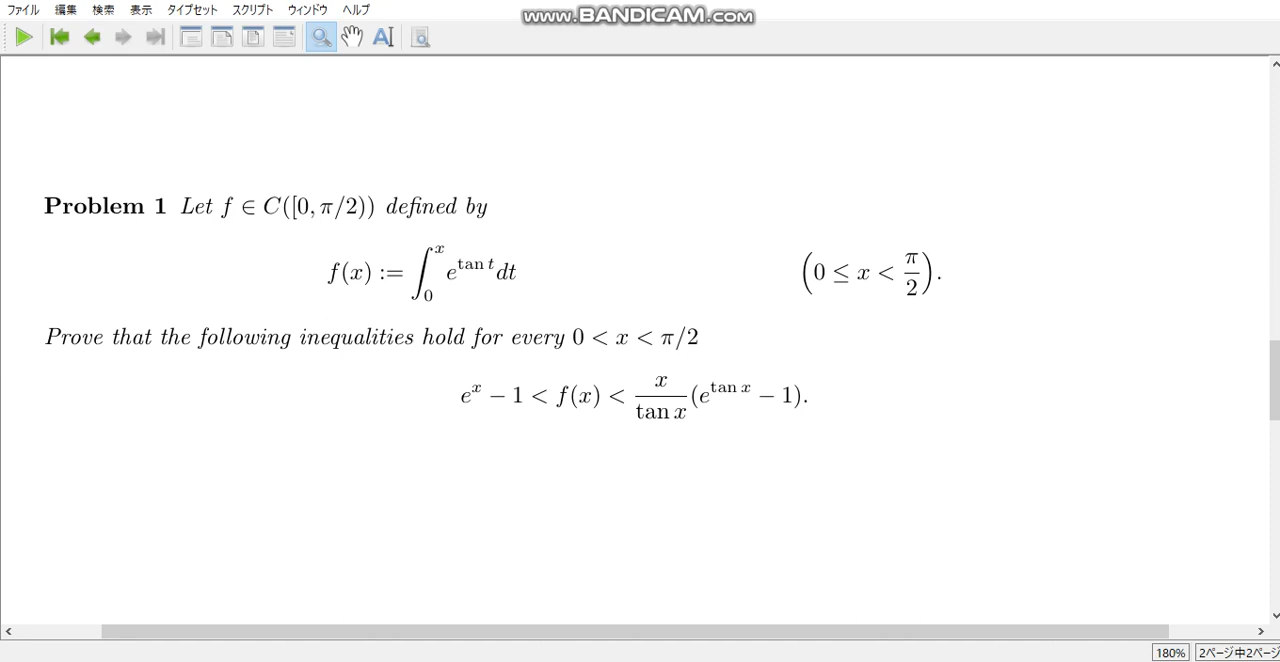 ファイル 編集 検索 表示 タイプセット スクリプト ウィンドウ ヘルプ
www.BANDICAM.com
Problem 1 Let f ∈ C([0, π/2)) defined by
f(x) := ∫₀ˣ e^{tan t} dt (0 ≤ x < π/2).
Prove that the following inequalities hold for every 0 < x < π/2
eˣ − 1 < f(x) < x/tan x (e^{tan x} − 1).
180% 2ページ中2ページ